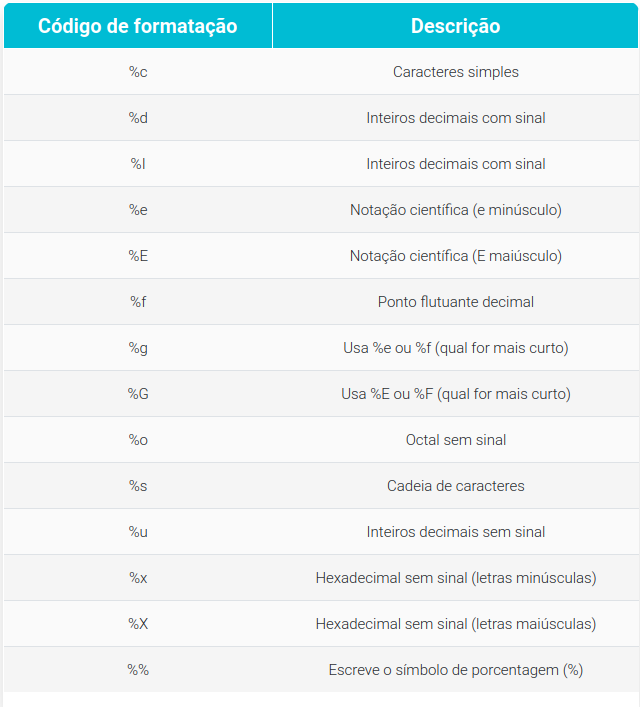 Código de formatação Descrição
%c Caracteres simples
%d Inteiros decimais com sinal
%I Inteiros decimais com sinal
%e Notação científica (e minúsculo)
%E Notação científica (E maiúsculo)
%f Ponto flutuante decimal
%g Usa %e ou %f (qual for mais curto)
%G Usa %E ou %F (qual for mais curto)
%o Octal sem sinal
%s Cadeia de caracteres
%u Inteiros decimais sem sinal
%x Hexadecimal sem sinal (letras minúsculas)
%X Hexadecimal sem sinal (letras maiúsculas)
%% Escreve o símbolo de porcentagem (%)